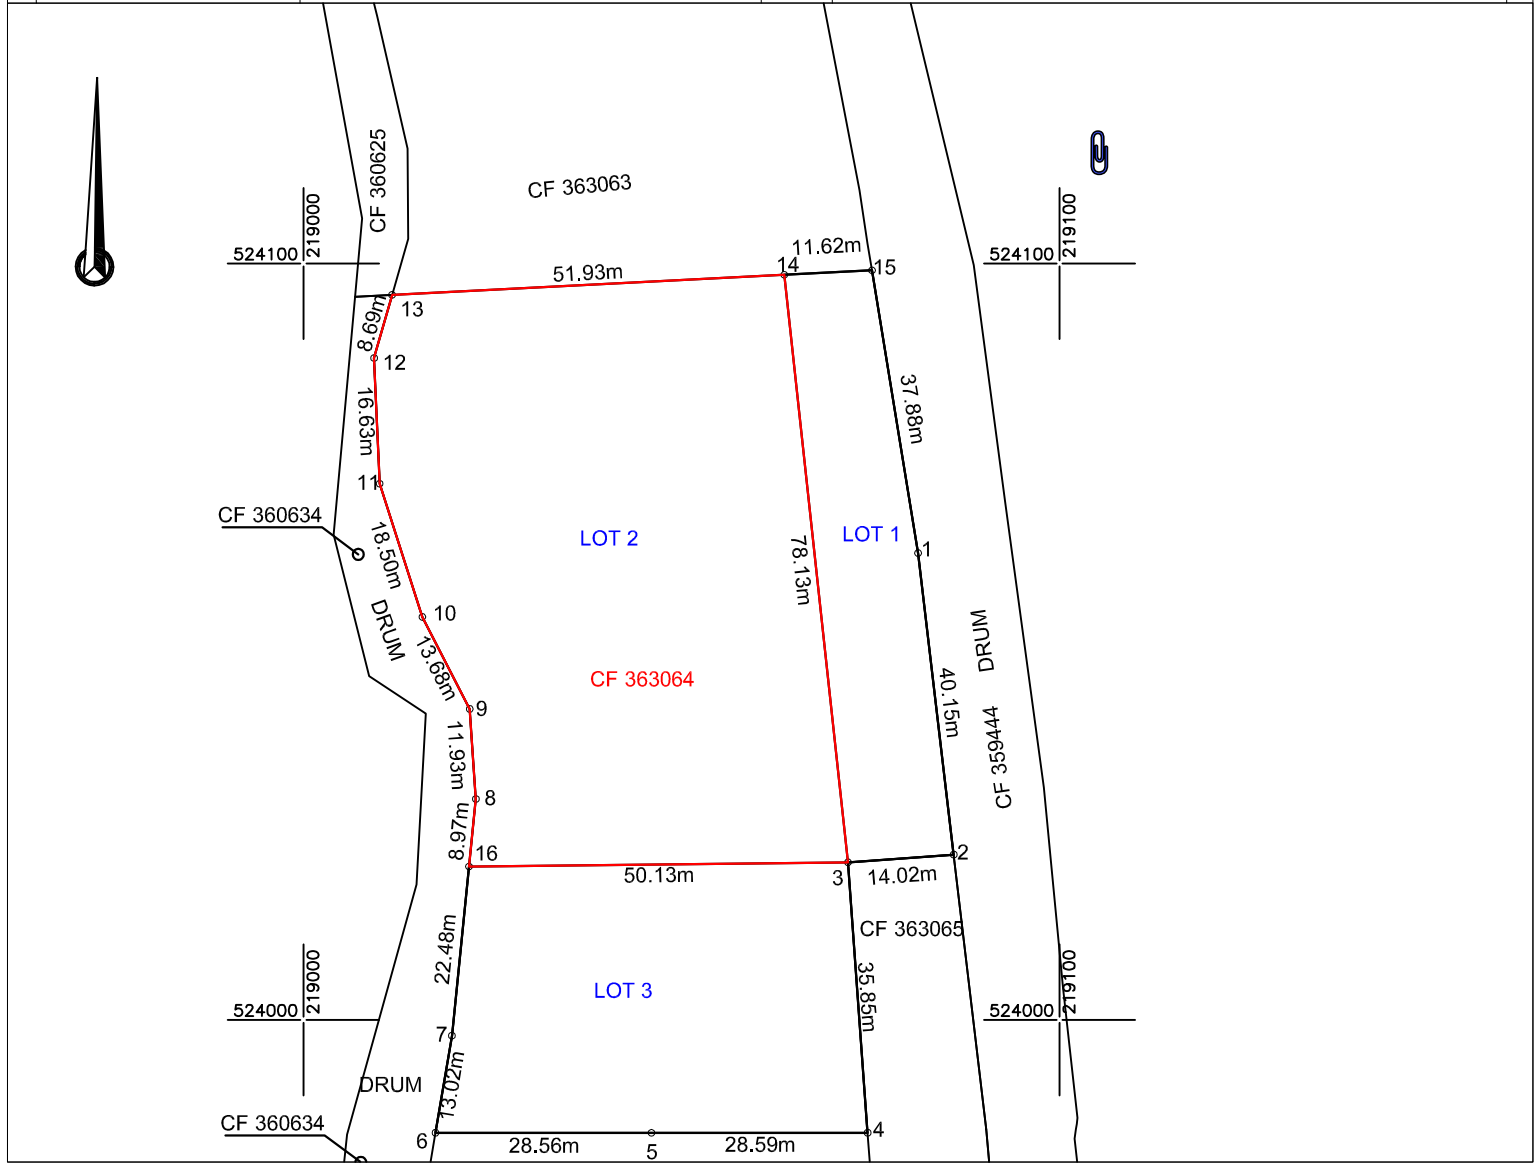 CF 360625
CF 363063
219000
524100
219100
524100
11.62m
14
15
51.93m
13
8.69m
12
37.88m
16.63m
11
CF 360634
18.50m
LOT 2
LOT 1
1
78.13m
10
DRUM
13.68m
CF 363064
DRUM
40.15m
9
11.93m
CF 359444
8
8.97m
16
50.13m
3
14.02m
2
CF 363065
22.48m
35.85m
LOT 3
219000
524000
219100
524000
7
13.02m
DRUM
CF 360634
6
28.56m
5
28.59m
4